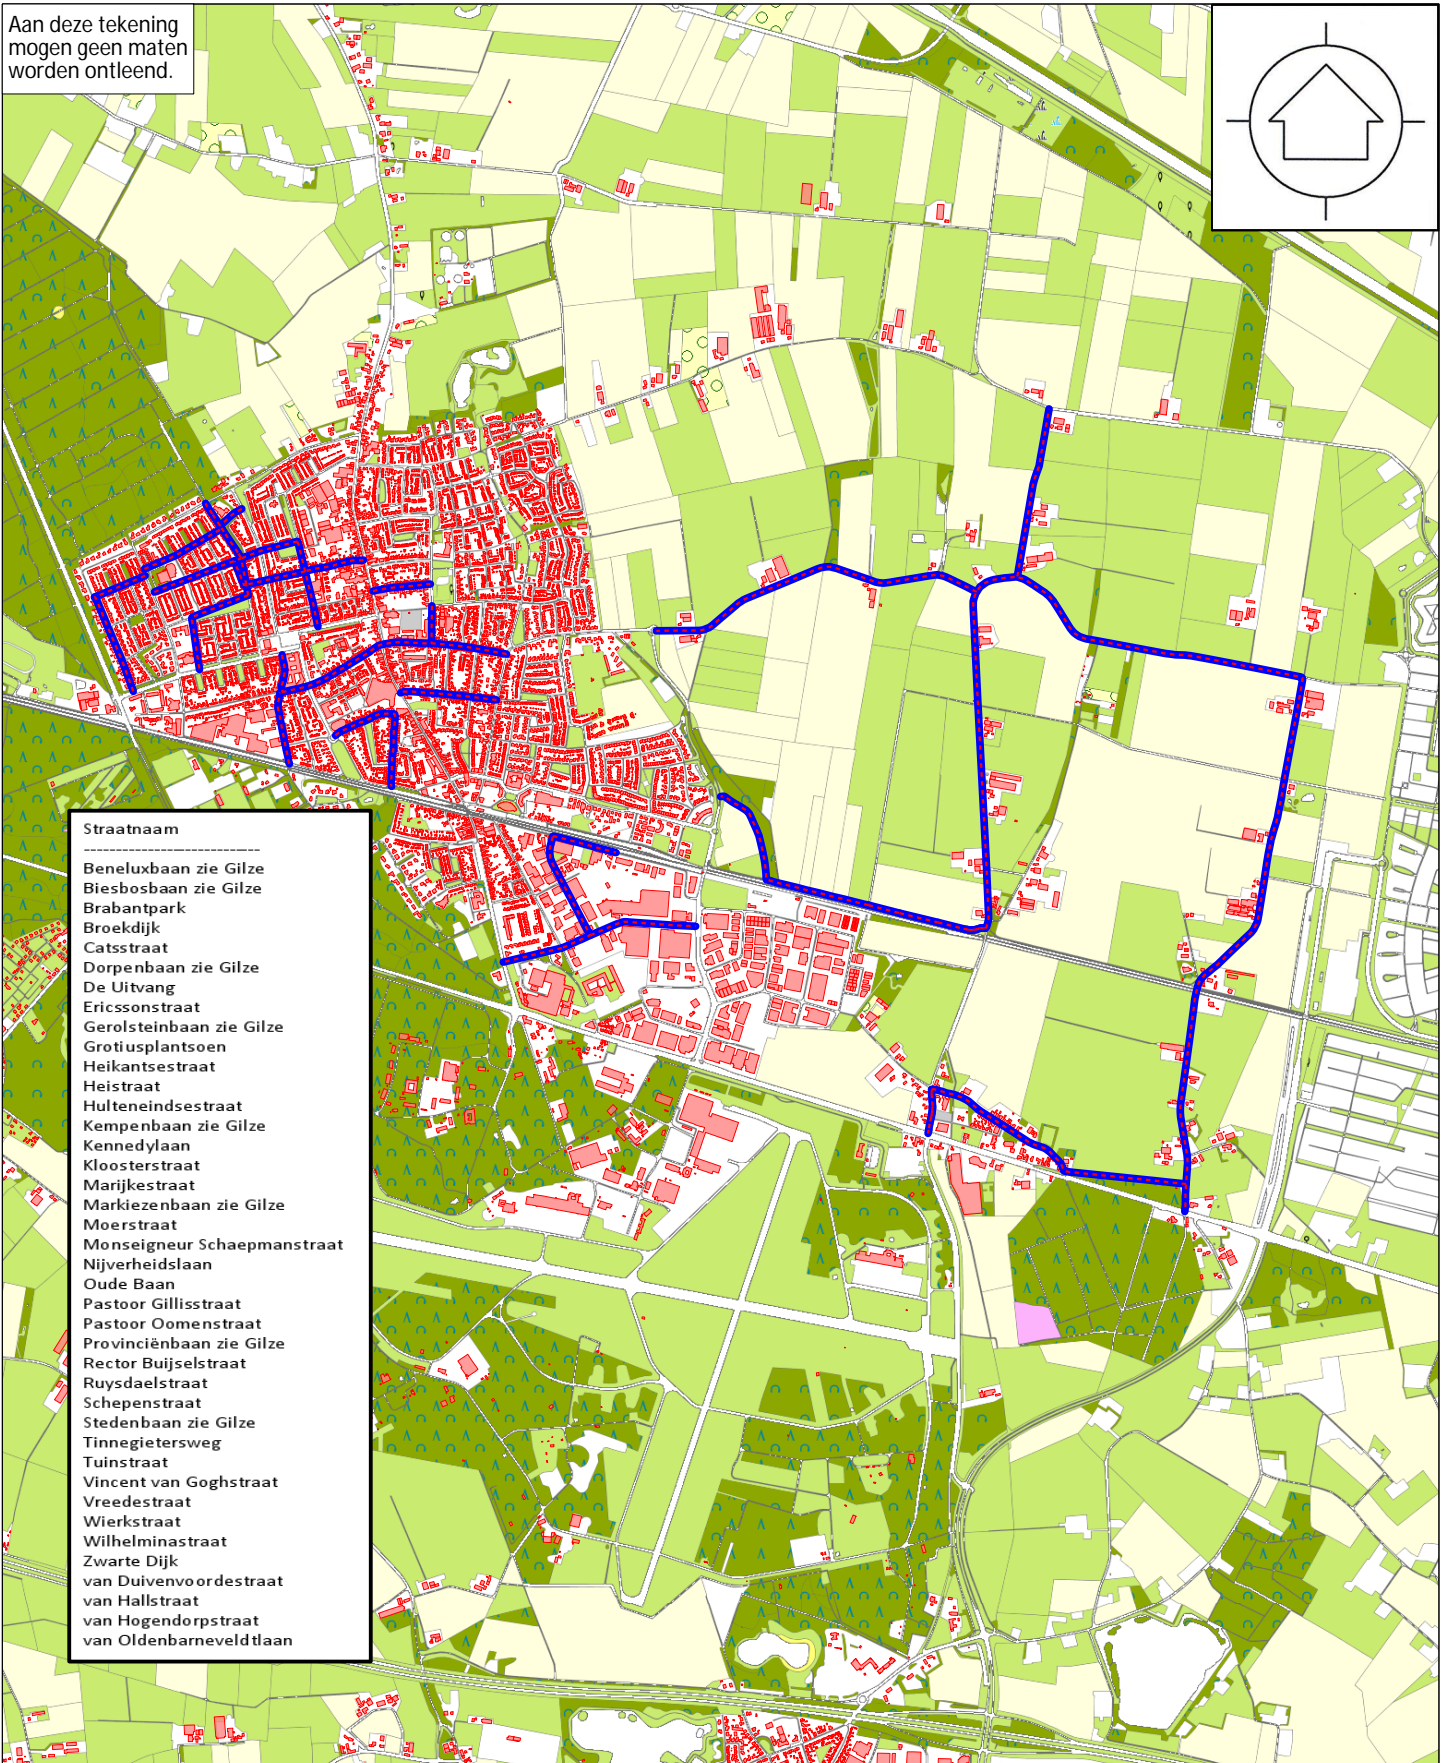 Aan deze tekening
mogen geen maten
worden ontleend.
Straatnaam
-----------------------------
Beneluxbaan zie Gilze
Biesbosbaan zie Gilze
Brabantpark
Broekdijk
Catsstraat
Dorpenbaan zie Gilze
De Uitvang
Ericssonstraat
Gerolsteinbaan zie Gilze
Grotiusplantsoen
Heikantsestraat
Heistraat
Hulteneindsestraat
Kempenbaan zie Gilze
Kennedylaan
Kloosterstraat
Marijkestraat
Markiezenbaan zie Gilze
Moerstraat
Monseigneur Schaepmanstraat
Nijverheidslaan
Oude Baan
Pastoor Gillisstraat
Pastoor Oomenstraat
Provinciënbaan zie Gilze
Rector Buijselstraat
Ruysdaelstraat
Schepenstraat
Stedenbaan zie Gilze
Tinnegietersweg
Tuinstraat
Vincent van Goghstraat
Vreedestraat
Wierkstraat
Wilhelminastraat
Zwarte Dijk
van Duivenvoordestraat
van Hallstraat
van Hogendorpstraat
van Oldenbarneveldtlaan